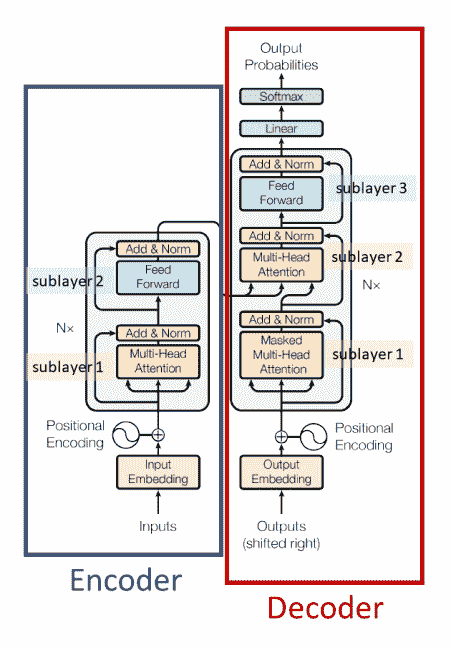 Output
Probabilities
Softmax
Linear
Add & Norm
Feed
Forward
sublayer 3
Add & Norm
Multi-Head
Attention
sublayer 2
Nx
Add & Norm
Masked
Multi-Head
Attention
sublayer 1
Positional
Encoding
Output
Embedding
Outputs
(shifted right)
Decoder
Add & Norm
Feed
Forward
sublayer 2
Nx
Add & Norm
Multi-Head
Attention
sublayer 1
Positional
Encoding
Input
Embedding
Inputs
Encoder